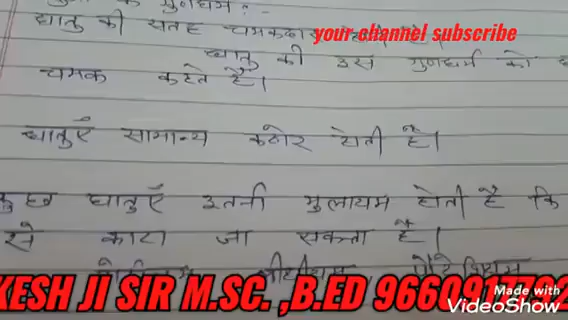 गुणधर्म:
धातु की सतह चमकदार
your channel subscribe
धातु की इस गुणधर्म को
चमक कहते है।
धातुएँ सामान्य कठोर होती है।
कुछ धातुएँ इतनी मुलायम होती है कि
काटा जा सकता है।
KESH JI SIR M.SC. ,B.ED
Made with
VideoShow